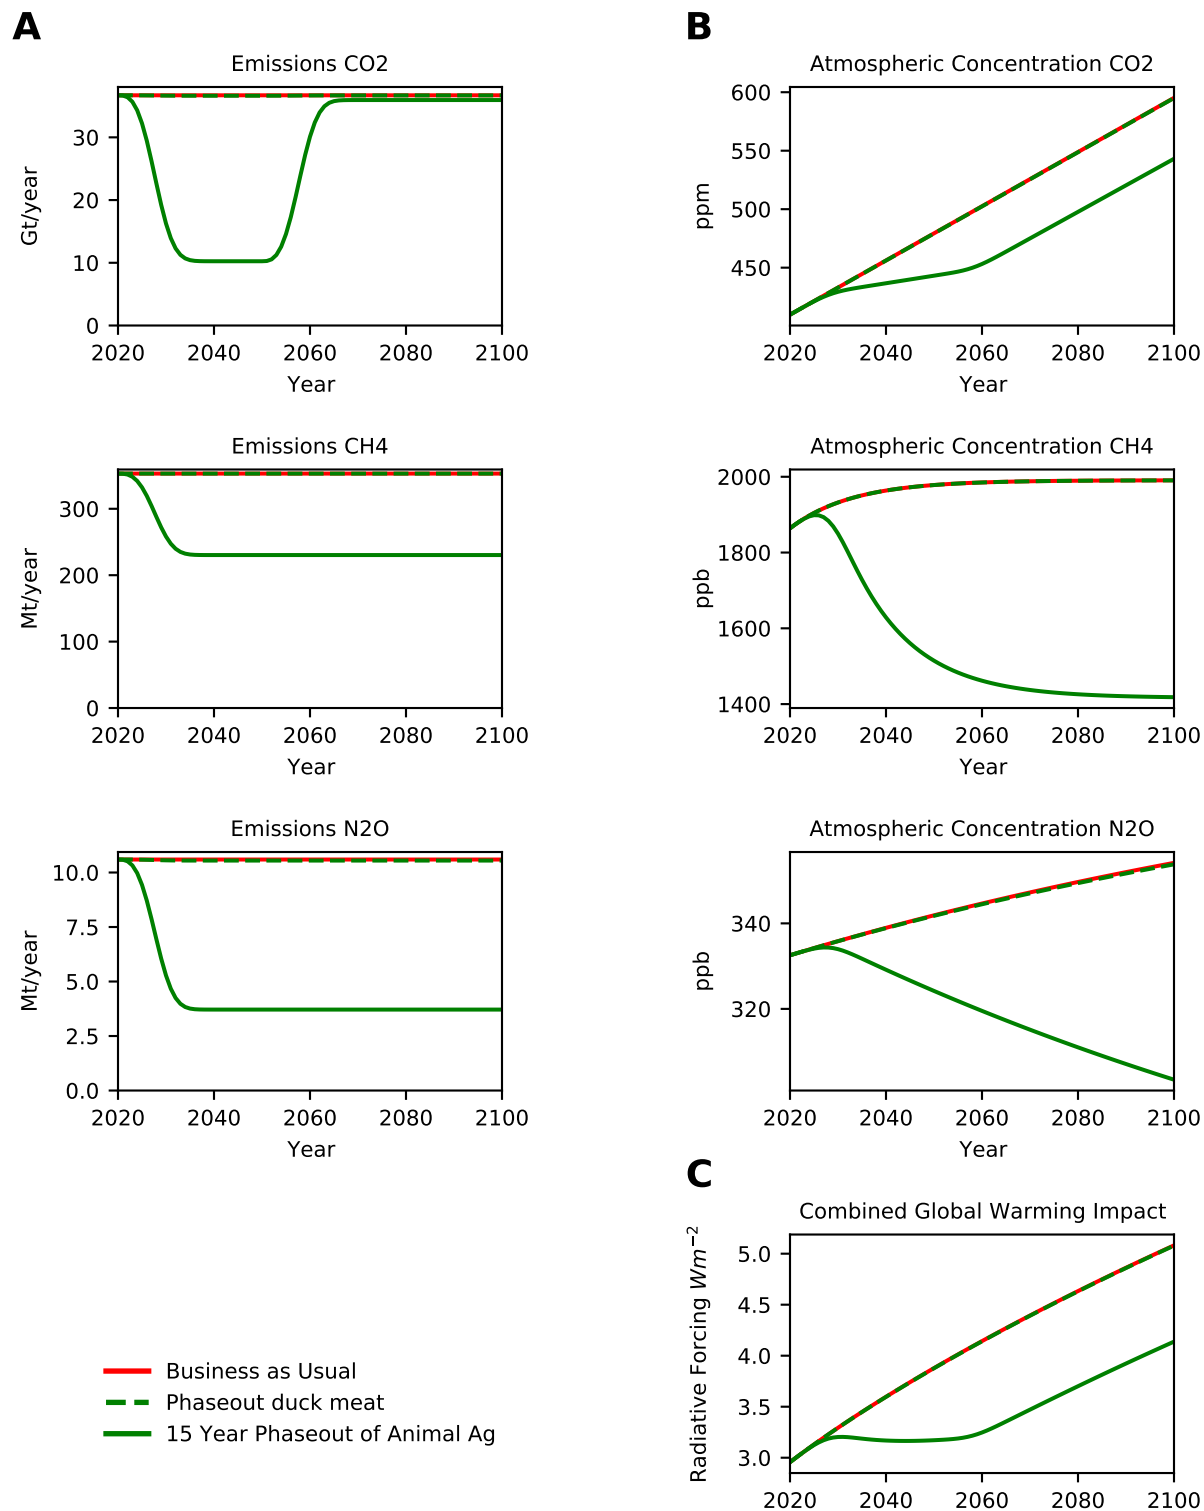 A
B
Emissions CO2
Gt/year
30
20
10
0
2020 2040 2060 2080 2100
Year
Atmospheric Concentration CO2
ppm
600
550
500
450
2020 2040 2060 2080 2100
Year
Emissions CH4
Mt/year
300
200
100
0
2020 2040 2060 2080 2100
Year
Atmospheric Concentration CH4
ppb
2000
1800
1600
1400
2020 2040 2060 2080 2100
Year
Emissions N2O
Mt/year
10.0
7.5
5.0
2.5
0.0
2020 2040 2060 2080 2100
Year
Atmospheric Concentration N2O
ppb
340
320
2020 2040 2060 2080 2100
Year
C
Combined Global Warming Impact
Radiative Forcing Wm⁻²
5.0
4.5
4.0
3.5
3.0
2020 2040 2060 2080 2100
Business as Usual
Phaseout duck meat
15 Year Phaseout of Animal Ag